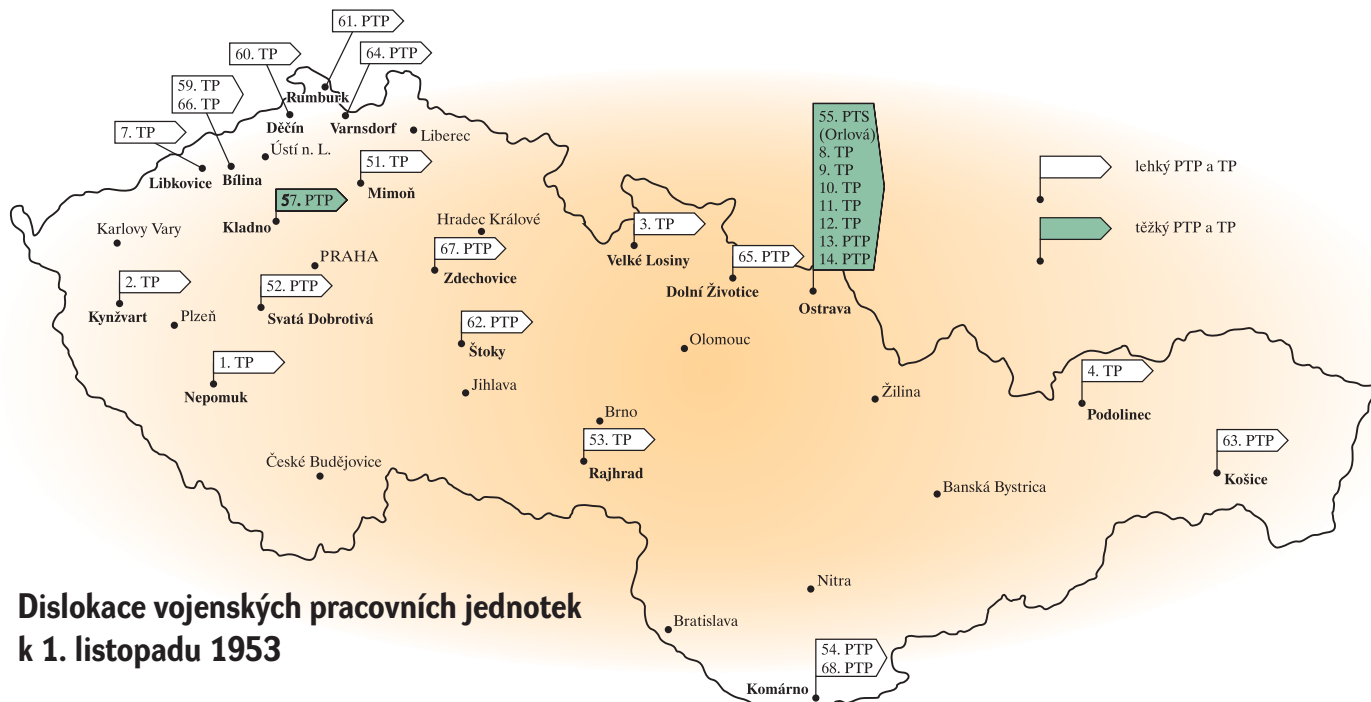 61. PTP
60. TP
64. PTP
59. TP
66. TP
Rumburk
7. TP
Děčín
Varnsdorf
Liberec
Ústí n. L.
51. TP
Libkovice
Bílina
Mimoň
57. PTP
Kladno
Karlovy Vary
Hradec Králové
67. PTP
Zdechovice
PRAHA
2. TP
Kynžvart
52. PTP
Svatá Dobrotivá
Plzeň
62. PTP
Štoky
1. TP
Nepomuk
Jihlava
České Budějovice
Brno
53. TP
Rajhrad
3. TP
Velké Losiny
65. PTP
Dolní Životice
Olomouc
55. PTS
(Orlová)
8. TP
9. TP
10. TP
11. TP
12. TP
13. PTP
14. PTP
Ostrava
lehký PTP a TP
těžký PTP a TP
Žilina
4. TP
Podolinec
63. PTP
Košice
Banská Bystrica
Nitra
Bratislava
54. PTP
68. PTP
Komárno
Dislokace vojenských pracovních jednotek
k 1. listopadu 1953